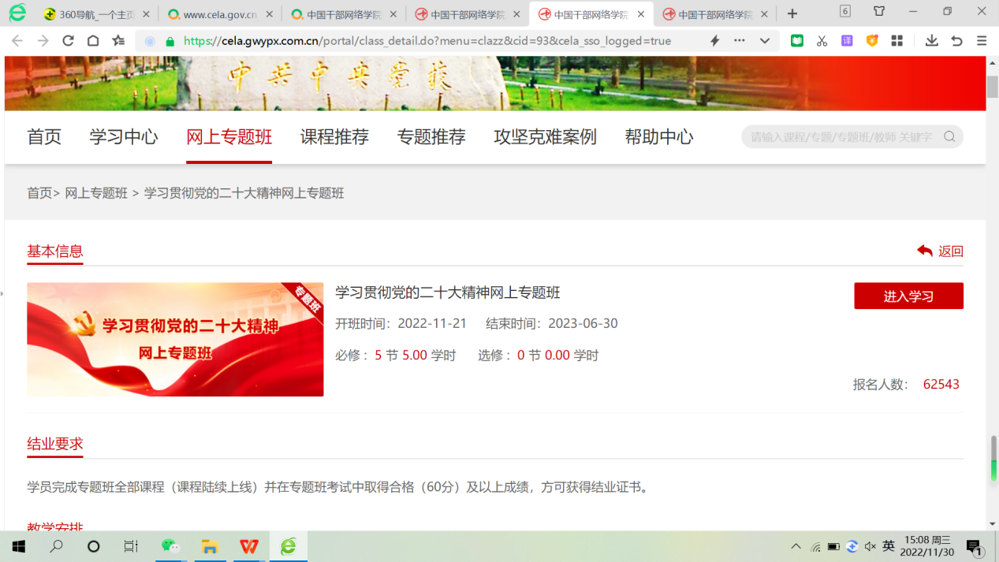 360导航_一个主页
www.cela.gov.cn
中国干部网络学院
中国干部网络学院
中国干部网络学院
中国干部网络学院
6
https://cela.gwypx.com.cn/portal/class_detail.do?menu=clazz&cid=93&cela_sso_logged=true
译
中共中央党校
首页
学习中心
网上专题班
课程推荐
专题推荐
攻坚克难案例
帮助中心
请输入课程/专题/专题班/教师 关键字
首页> 网上专题班 > 学习贯彻党的二十大精神网上专题班
基本信息
返回
专题班
学习贯彻党的二十大精神
网上专题班
学习贯彻党的二十大精神网上专题班
进入学习
开班时间：2022-11-21 结束时间：2023-06-30
必修：5 节 5.00 学时 选修：0 节 0.00 学时
报名人数： 62543
结业要求
学员完成专题班全部课程（课程陆续上线）并在专题班考试中取得合格（60分）及以上成绩，方可获得结业证书。
教学安排
英
15:08 周三
2022/11/30
1